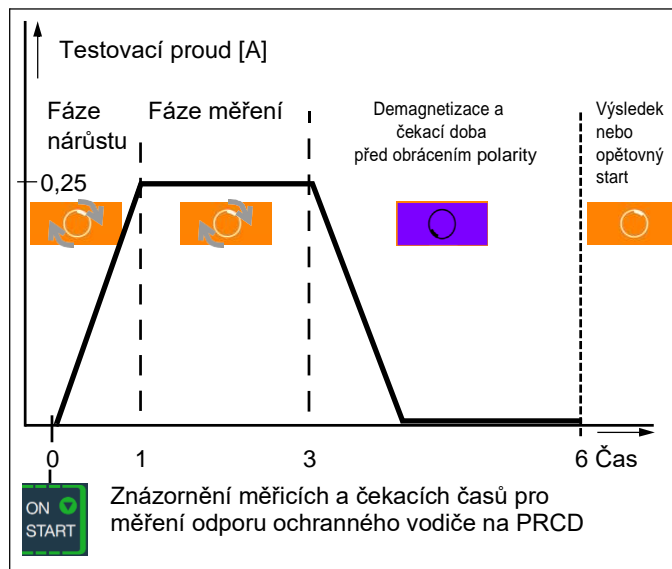 Testovací proud [A]
Fáze
nárůstu
Fáze měření
Demagnetizace a
čekací doba
před obrácením polarity
Výsledek
nebo
opětovný
start
0,25
0
1
3
6 Čas
ON
START
Znázornění měřicích a čekacích časů pro
měření odporu ochranného vodiče na PRCD